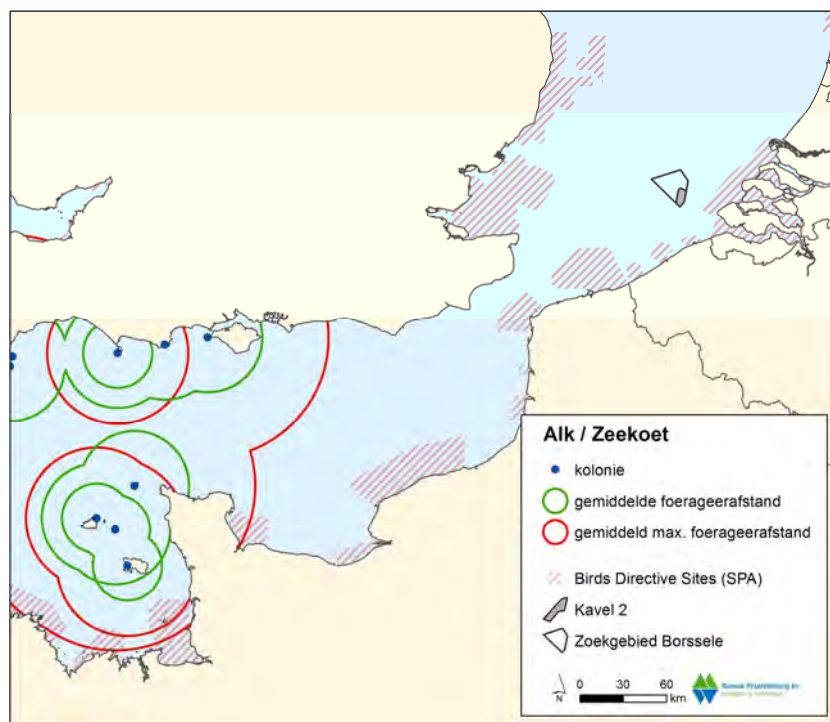 Alk / Zeekoet
kolonie
gemiddelde foerageerafstand
gemiddeld max. foerageerafstand
Birds Directive Sites (SPA)
Kavel 2
Zoekgebied Borssele
N
0 30 60
km